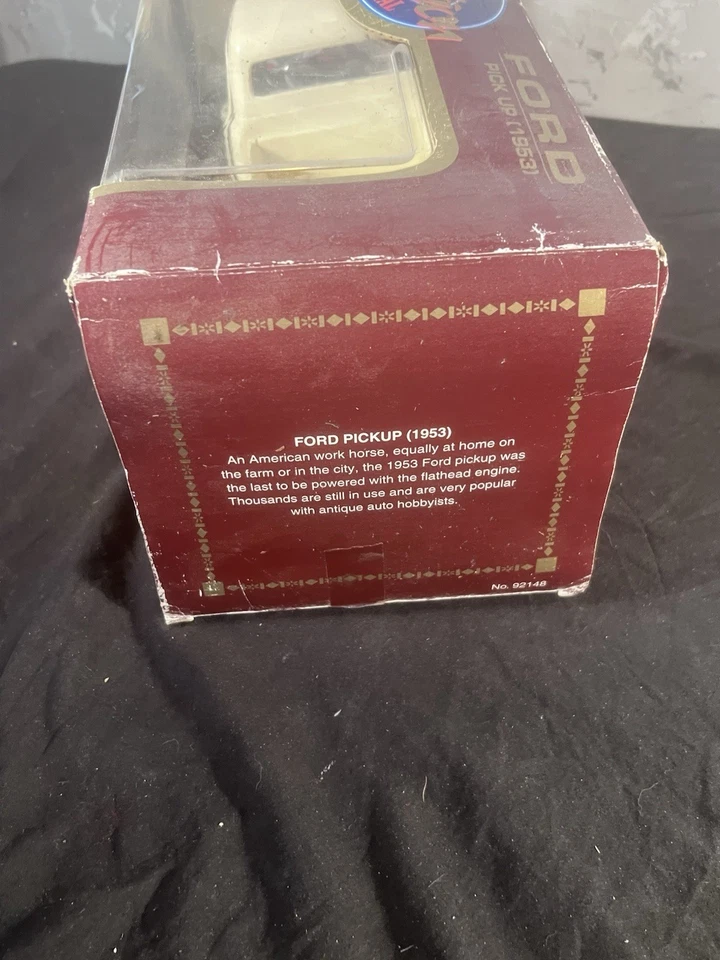 FORD
PICK UP (1953)
FORD PICKUP (1953)
An American work horse, equally at home on
the farm or in the city, the 1953 Ford pickup was
the last to be powered with the flathead engine.
Thousands are still in use and are very popular
with antique auto hobbyists.
No. 92148